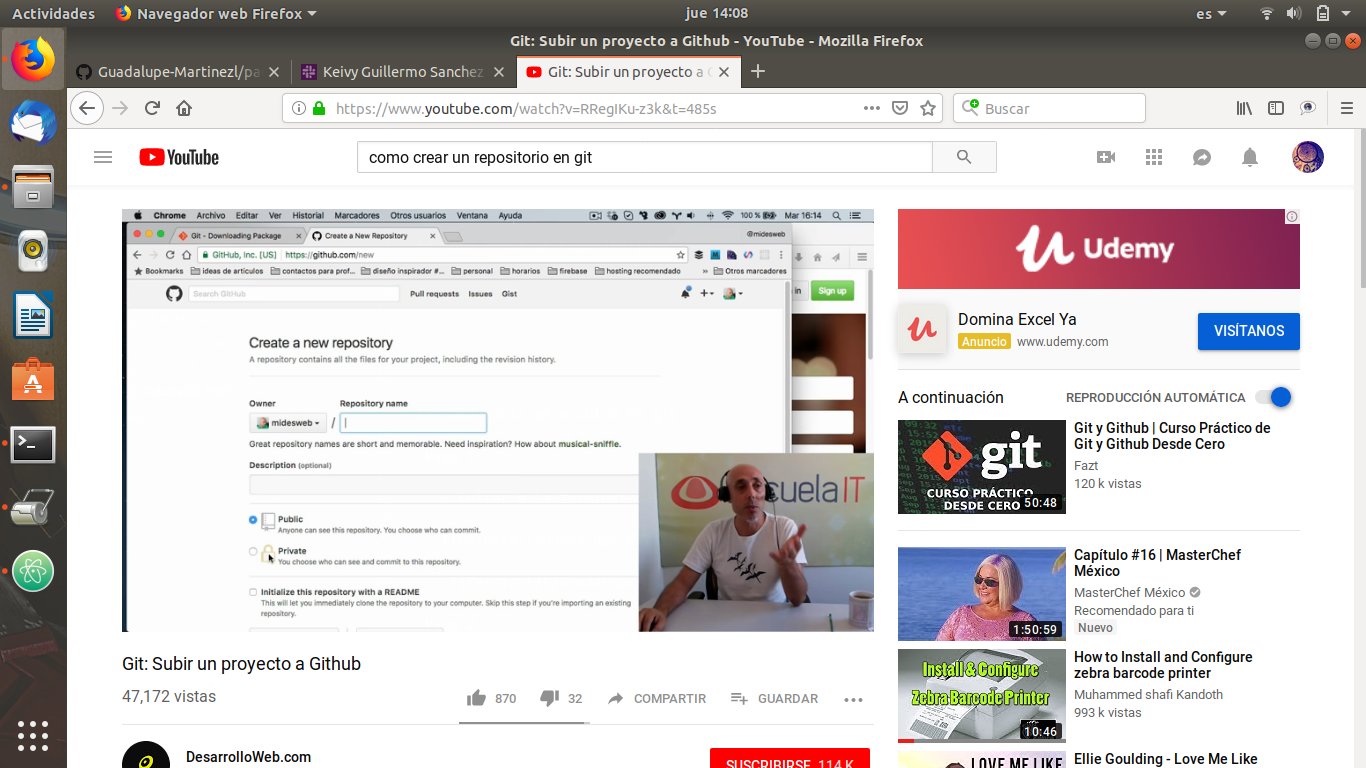 Actividades Navegador web Firefox jue 14:08 es
Git: Subir un proyecto a Github - YouTube - Mozilla Firefox
Guadalupe-Martinezl/pa Keivy Guillermo Sanchez Git: Subir un proyecto a G
https://www.youtube.com/watch?v=RRegIKu-z3k&t=485s Buscar
YouTube como crear un repositorio en git
Chrome Archivo Editar Ver Historial Marcadores Otros usuarios Ventana Ayuda 100 % Mar 16:14
Git - Downloading Package Create a New Repository @midesweb
GitHub, Inc. [US] https://github.com/new
Bookmarks ideas de articulos contactos para prof... diseño inspirador #... personal horarios firebase hosting recomendado » Otros marcadores
Search GitHub Pull requests Issues Gist
in Sign up
Create a new repository
A repository contains all the files for your project, including the revision history.
Owner Repository name
midesweb /
Great repository names are short and memorable. Need inspiration? How about musical-sniffle.
Description (optional)
Public
Anyone can see this repository. You choose who can commit.
Private
You choose who can see and commit to this repository.
Initialize this repository with a README
This will let you immediately clone the repository to your computer. Skip this step if you're importing an existing
repository.
cuela IT
Git: Subir un proyecto a Github
47,172 vistas
870 32 COMPARTIR GUARDAR
DesarrolloWeb.com
SUSCRIBIRSE 114 K
Udemy
Domina Excel Ya
Anuncio www.udemy.com
VISÍTANOS
A continuación REPRODUCCIÓN AUTOMÁTICA
git
CURSO PRÁCTICO
DESDE CERO
50:48
Git y Github | Curso Práctico de
Git y Github Desde Cero
Fazt
120 k vistas
1:50:59
Capítulo #16 | MasterChef
México
MasterChef México
Recomendado para ti
Nuevo
Install & Configure
Zebra Barcode Printer
10:46
How to Install and Configure
zebra barcode printer
Muhammed shafi Kandoth
993 k vistas
LOVE ME LIKE
Ellie Goulding - Love Me Like